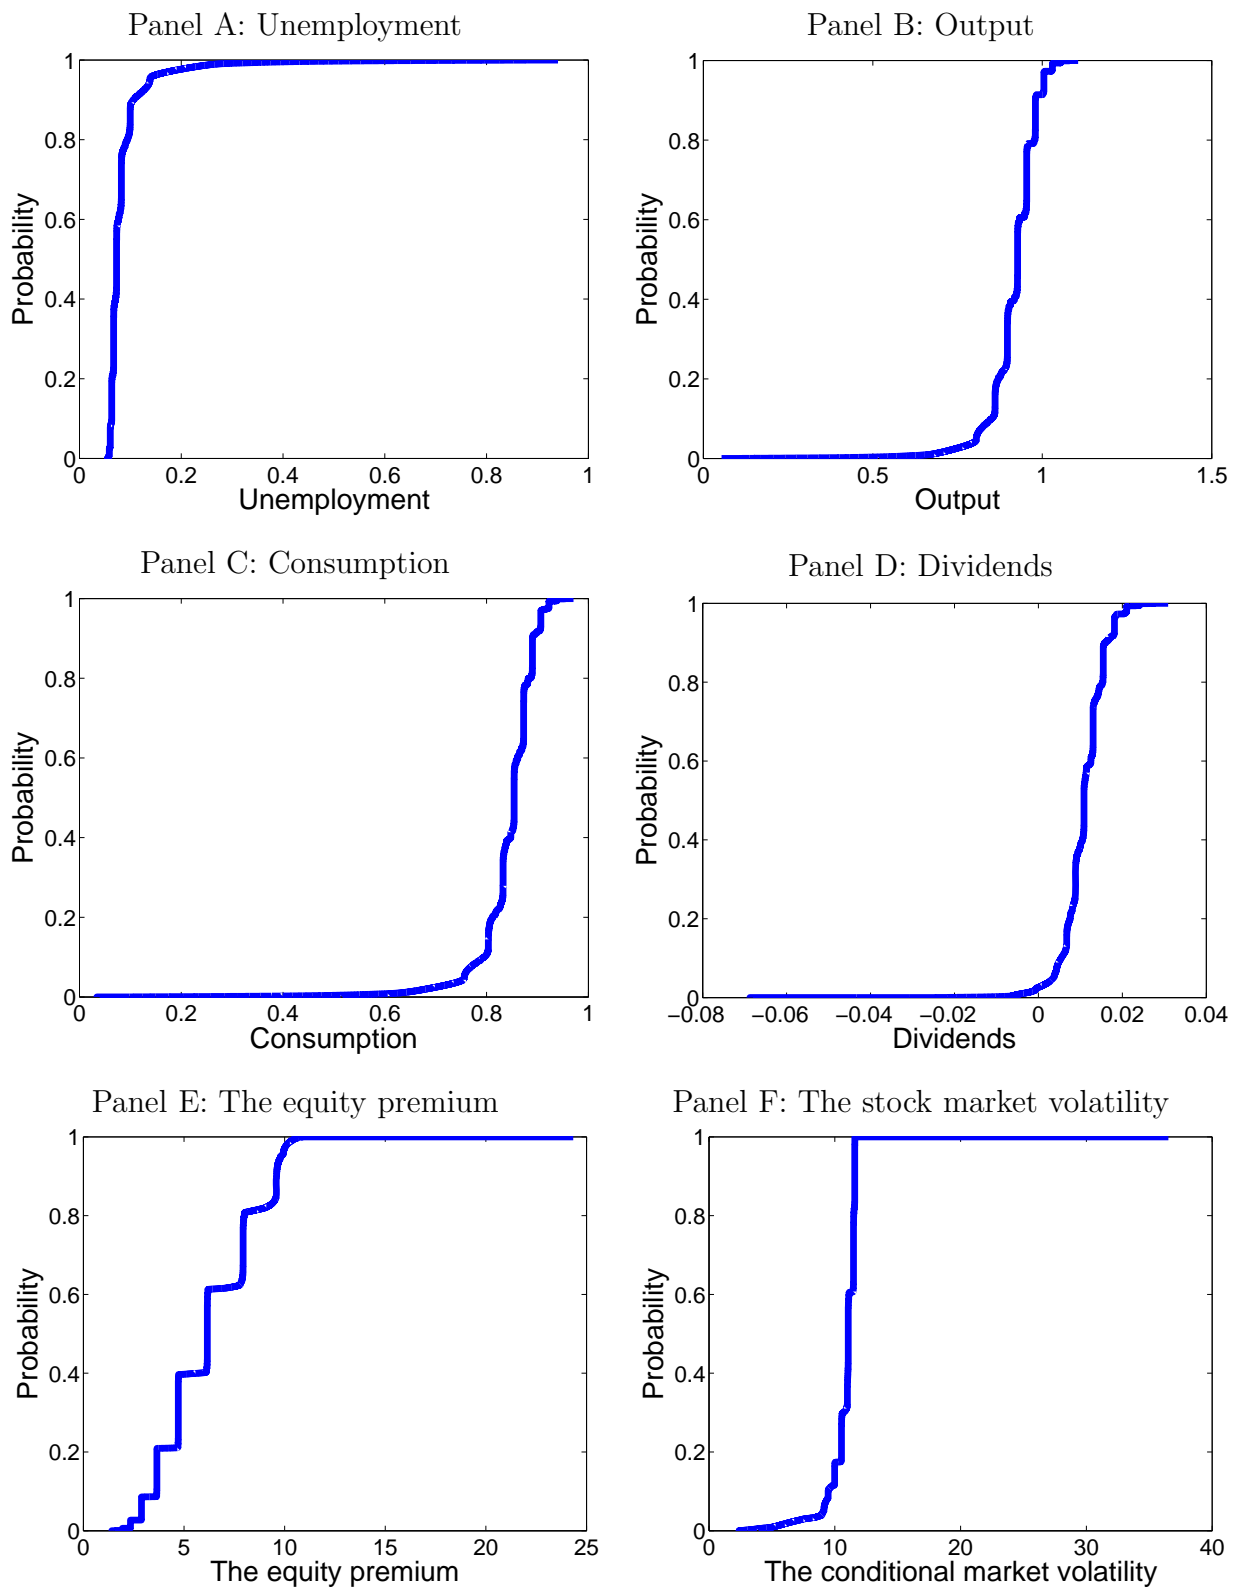 Panel A: Unemployment
Panel B: Output
1
0.8
0.6
0.4
0.2
0
Probability
0 0.2 0.4 0.6 0.8 1
Unemployment
1
0.8
0.6
0.4
0.2
0
Probability
0 0.5 1 1.5
Output
Panel C: Consumption
Panel D: Dividends
1
0.8
0.6
0.4
0.2
0
Probability
0 0.2 0.4 0.6 0.8 1
Consumption
1
0.8
0.6
0.4
0.2
0
Probability
−0.08 −0.06 −0.04 −0.02 0 0.02 0.04
Dividends
Panel E: The equity premium
Panel F: The stock market volatility
1
0.8
0.6
0.4
0.2
0
Probability
0 5 10 15 20 25
The equity premium
1
0.8
0.6
0.4
0.2
0
Probability
0 10 20 30 40
The conditional market volatility